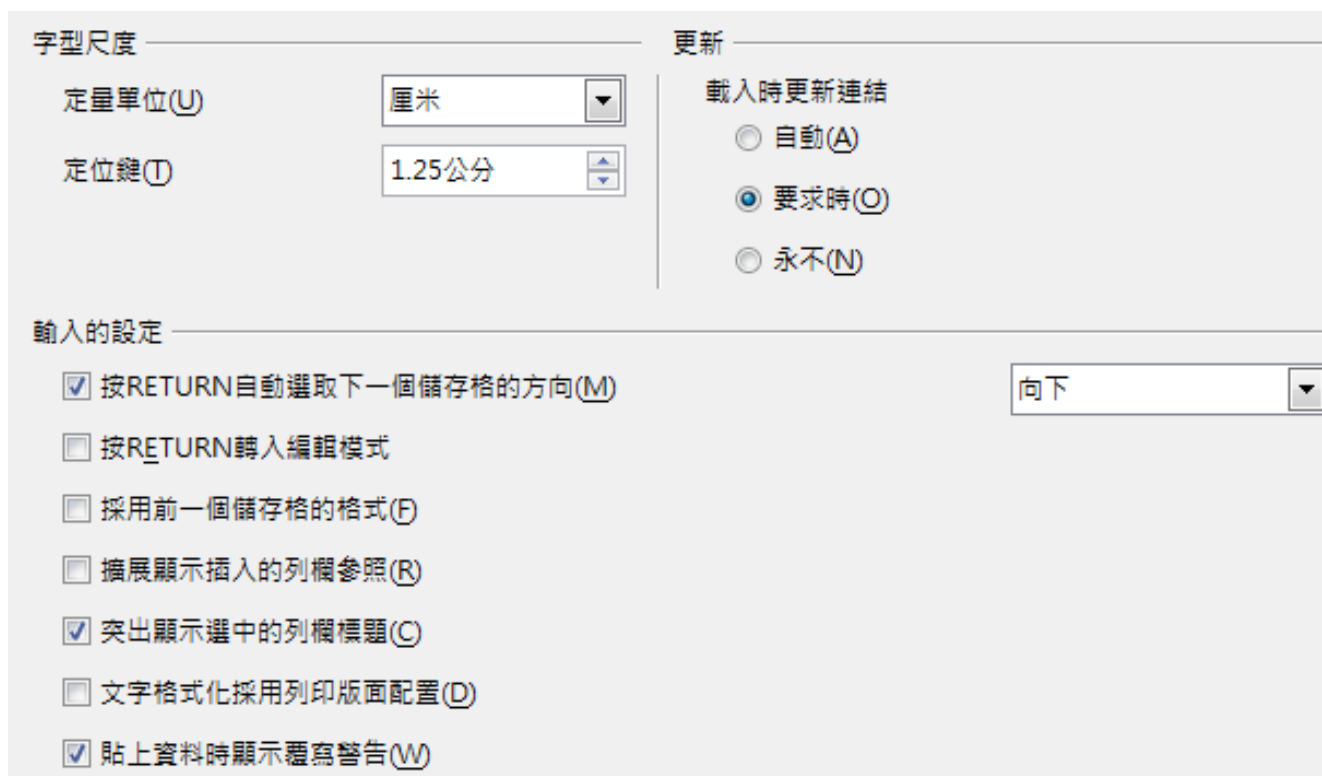 字型尺度
定量單位(U)
厘米
定位鍵(T)
1.25公分
更新
載入時更新連結
自動(A)
要求時(O)
永不(N)
輸入的設定
按RETURN自動選取下一個儲存格的方向(M)
向下
按RETURN轉入編輯模式
採用前一個儲存格的格式(F)
擴展顯示插入的列欄參照(R)
突出顯示選中的列欄標題(C)
文字格式化採用列印版面配置(D)
貼上資料時顯示覆寫警告(W)